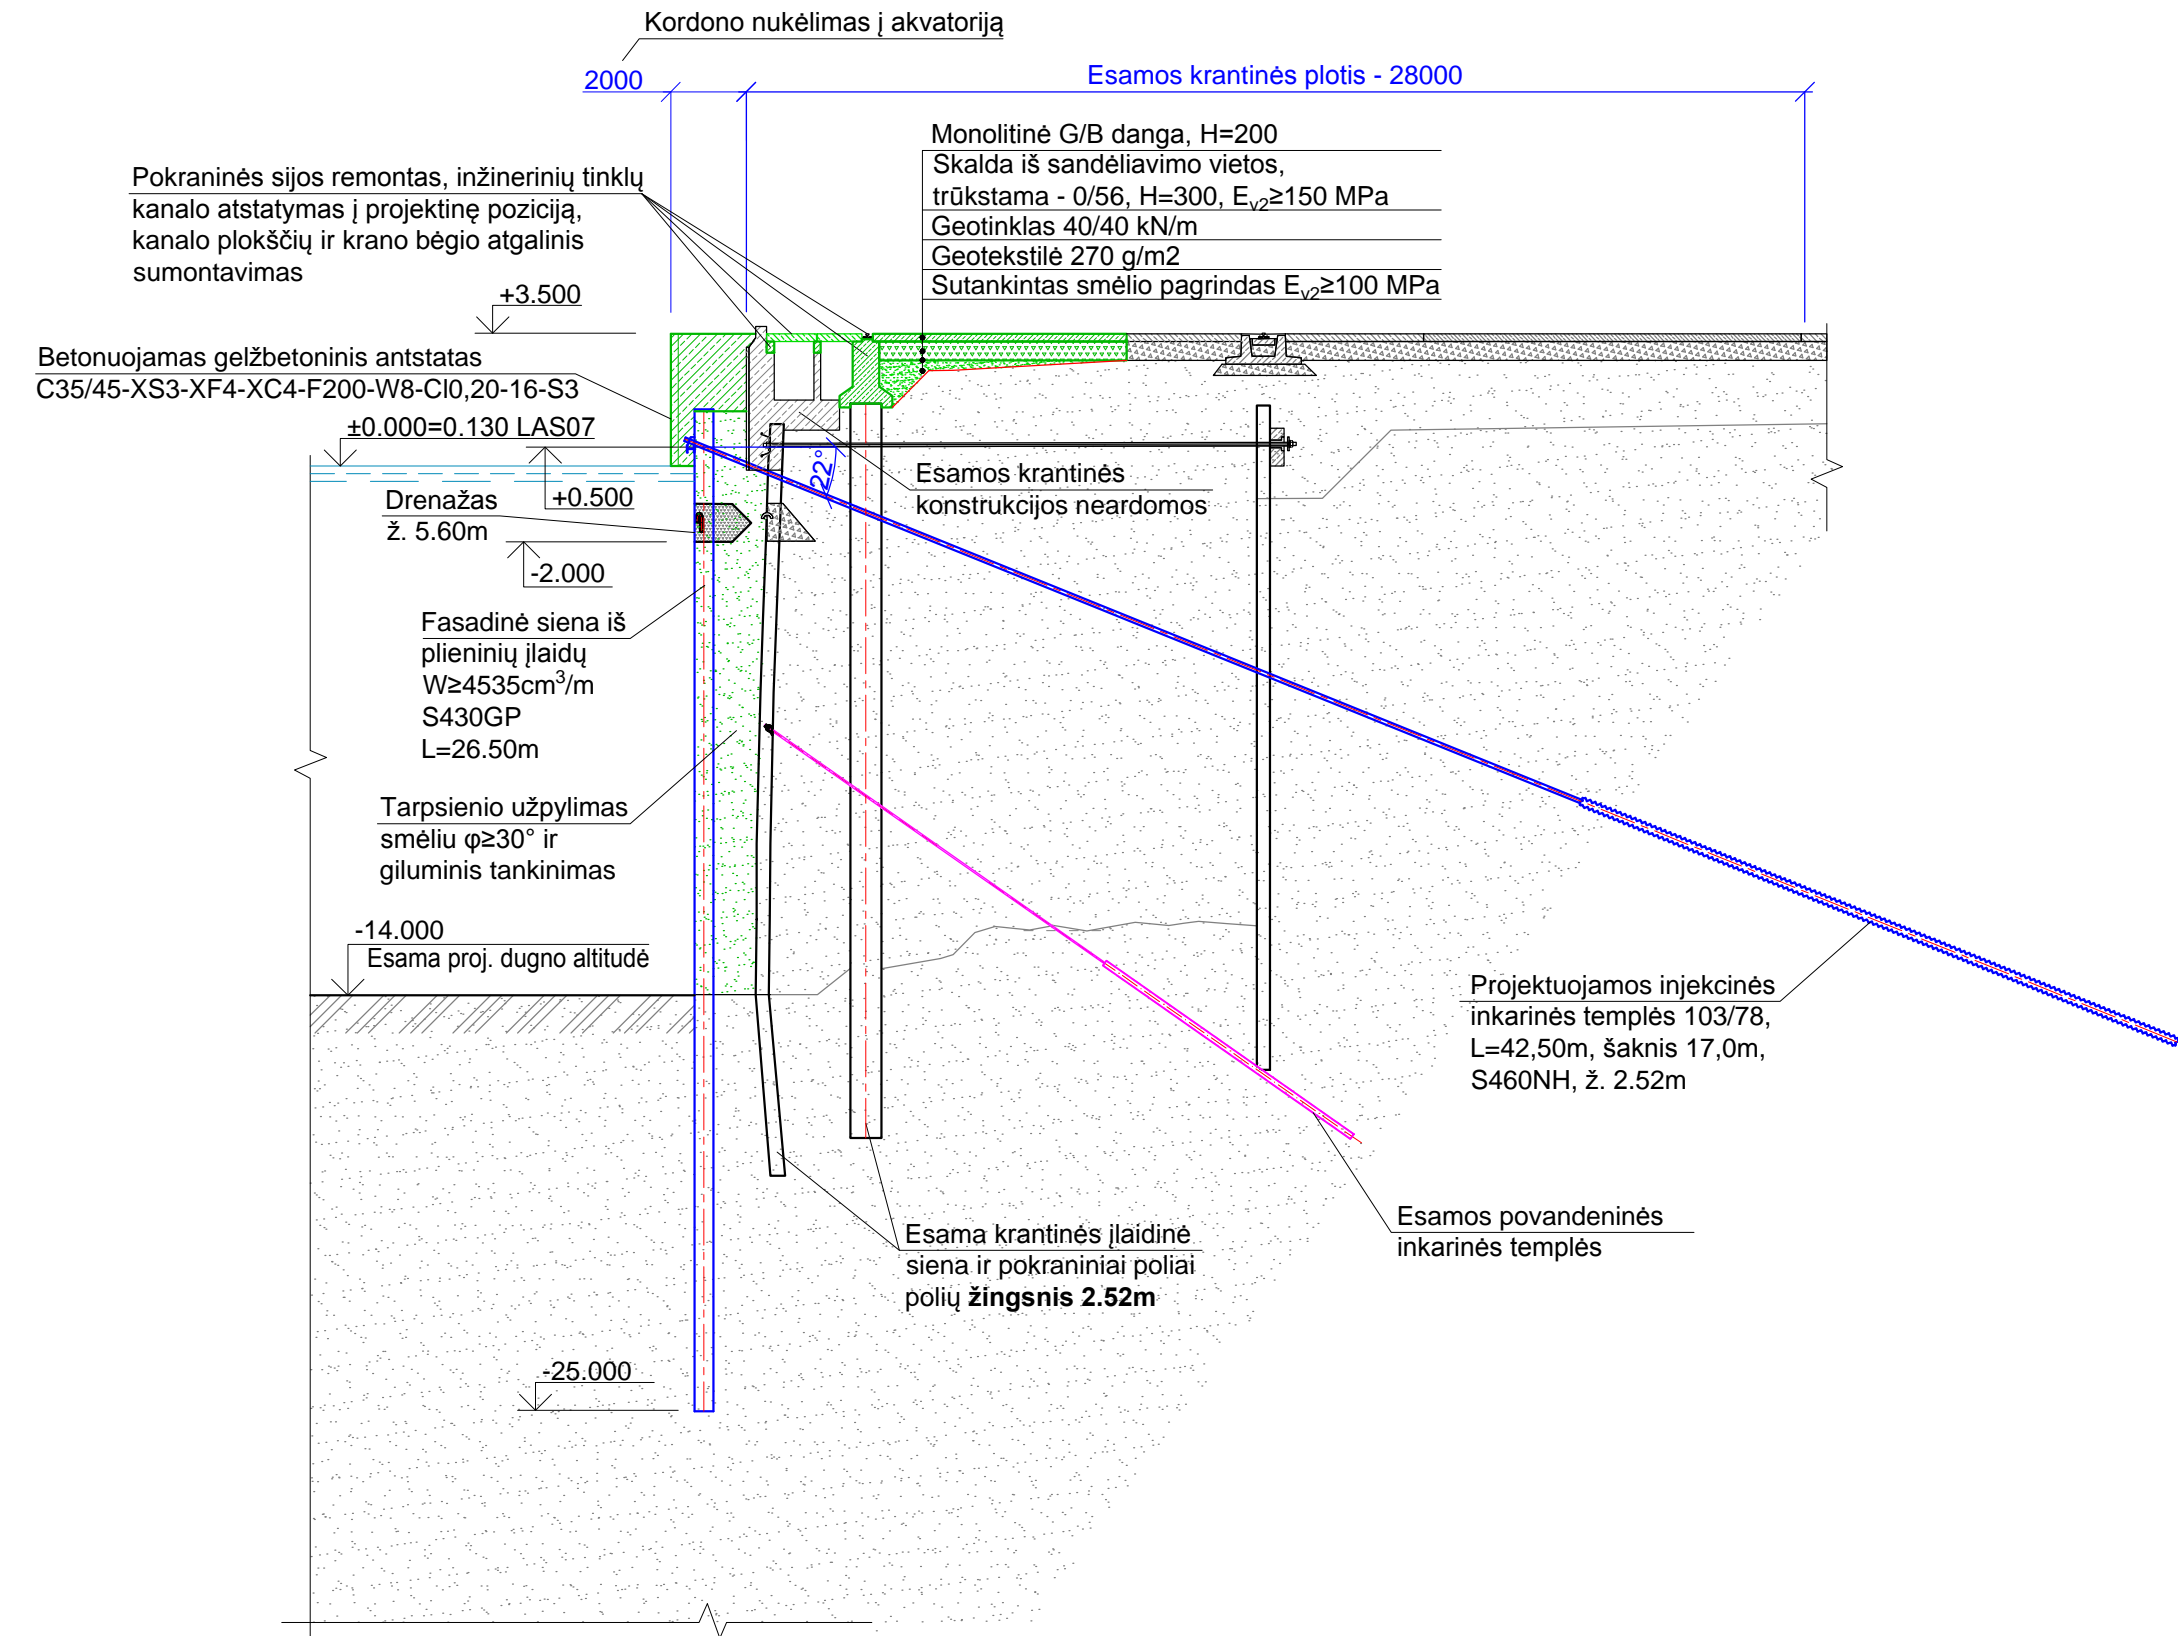 Kordono nukėlimas į akvatoriją
2000
Esamos krantinės plotis - 28000
Monolitinė G/B danga, H=200
Skalda iš sandėliavimo vietos,
trūkstama - 0/56, H=300, Ev2≥150 MPa
Geotinklas 40/40 kN/m
Geotekstilė 270 g/m2
Sutankintas smėlio pagrindas Ev2≥100 MPa
Pokraninės sijos remontas, inžinerinių tinklų
kanalo atstatymas į projektinę poziciją,
kanalo plokščių ir krano bėgio atgalinis
sumontavimas
+3.500
Betonuojamas gelžbetoninis antstatas
C35/45-XS3-XF4-XC4-F200-W8-Cl0,20-16-S3
±0.000=0.130 LAS07
22°
Esamos krantinės
konstrukcijos neardomos
Drenažas
ž. 5.60m
+0.500
-2.000
Fasadinė siena iš
plieninių įlaidų
W≥4535cm³/m
S430GP
L=26.50m
Tarpsienio užpylimas
smėliu φ≥30° ir
giluminis tankinimas
-14.000
Esama proj. dugno altitudė
Projektuojamos injekcinės
inkarinės templės 103/78,
L=42,50m, šaknis 17,0m,
S460NH, ž. 2.52m
Esamos povandeninės
inkarinės templės
Esama krantinės įlaidinė
siena ir pokraniniai poliai
polių žingsnis 2.52m
-25.000